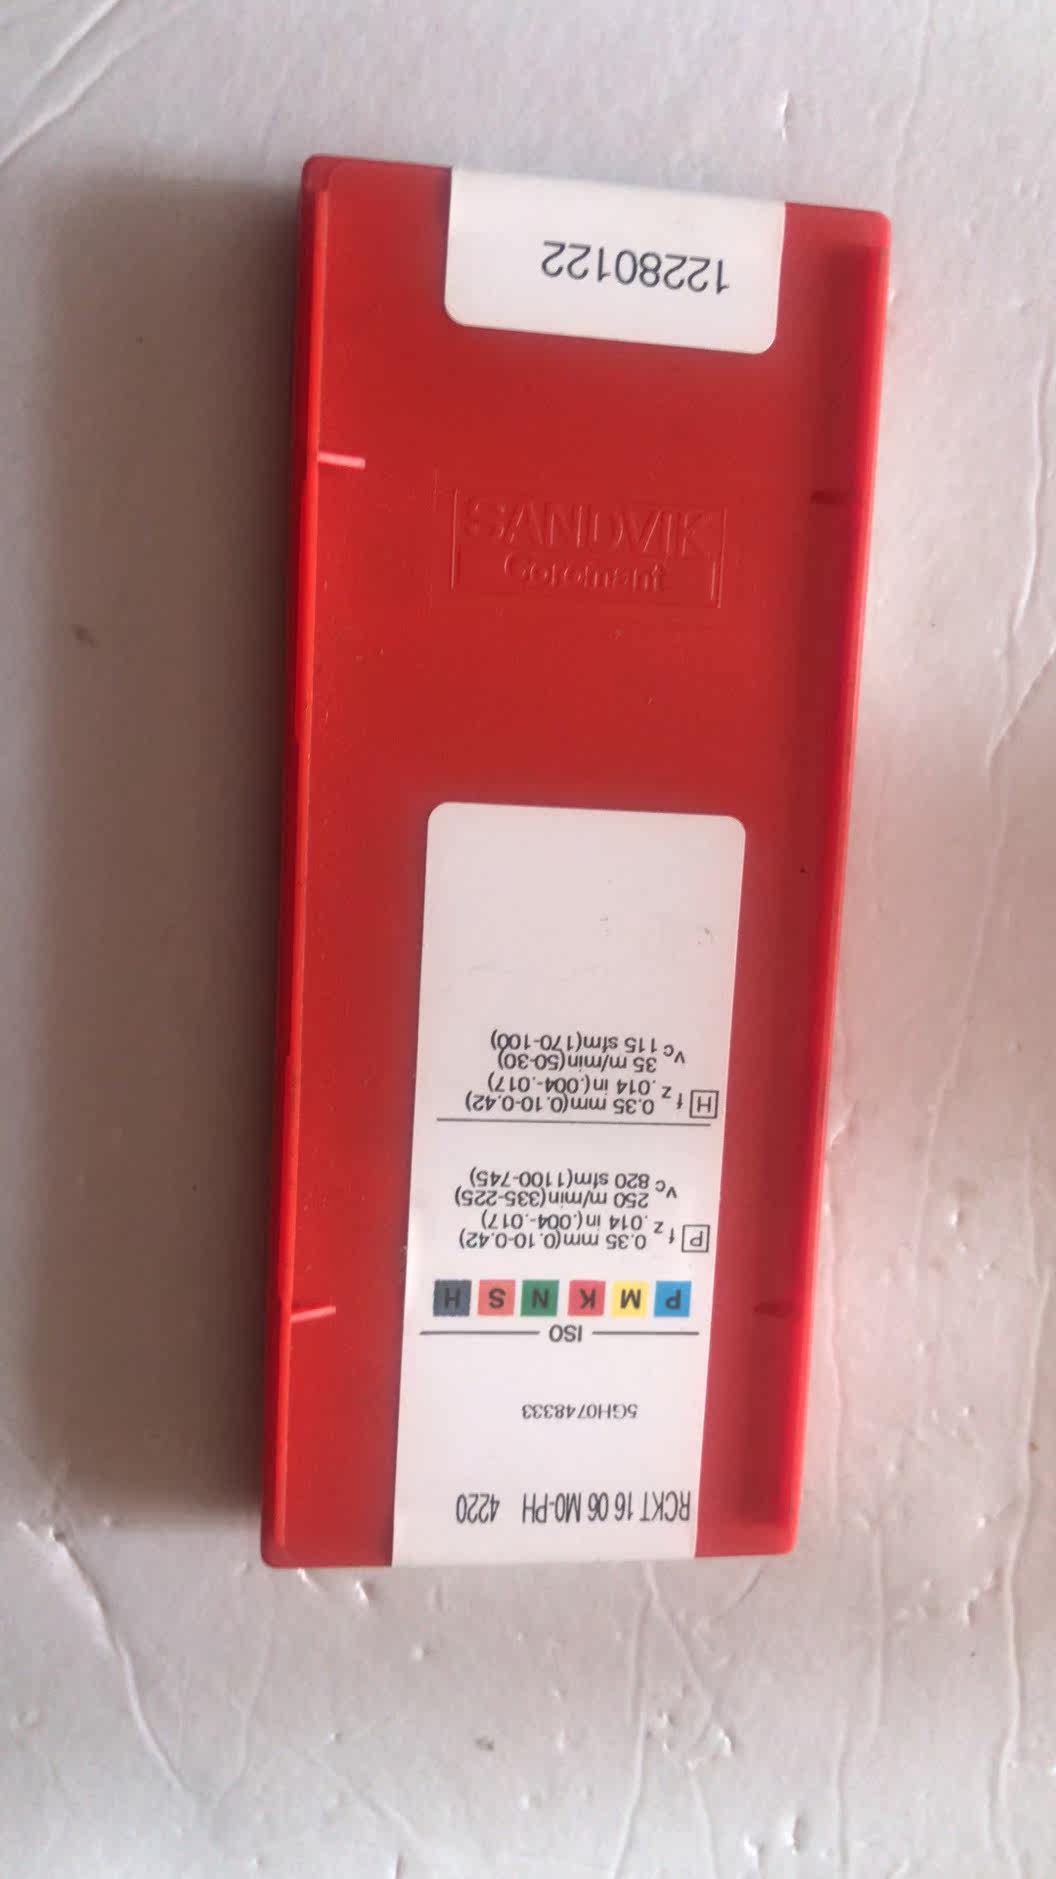 12280122
SANDVIK
Coromant
RCKT 16 06 M0-PH 4220
5GH0748333
ISO
P M K N S H
P fz 0.35 mm(0.10-0.42)
.014 in(.004-.017)
vc 250 m/min(335-225)
820 sfm(1100-745)
H fz 0.35 mm(0.10-0.42)
.014 in(.004-.017)
vc 35 m/min(50-30)
115 sfm(170-100)